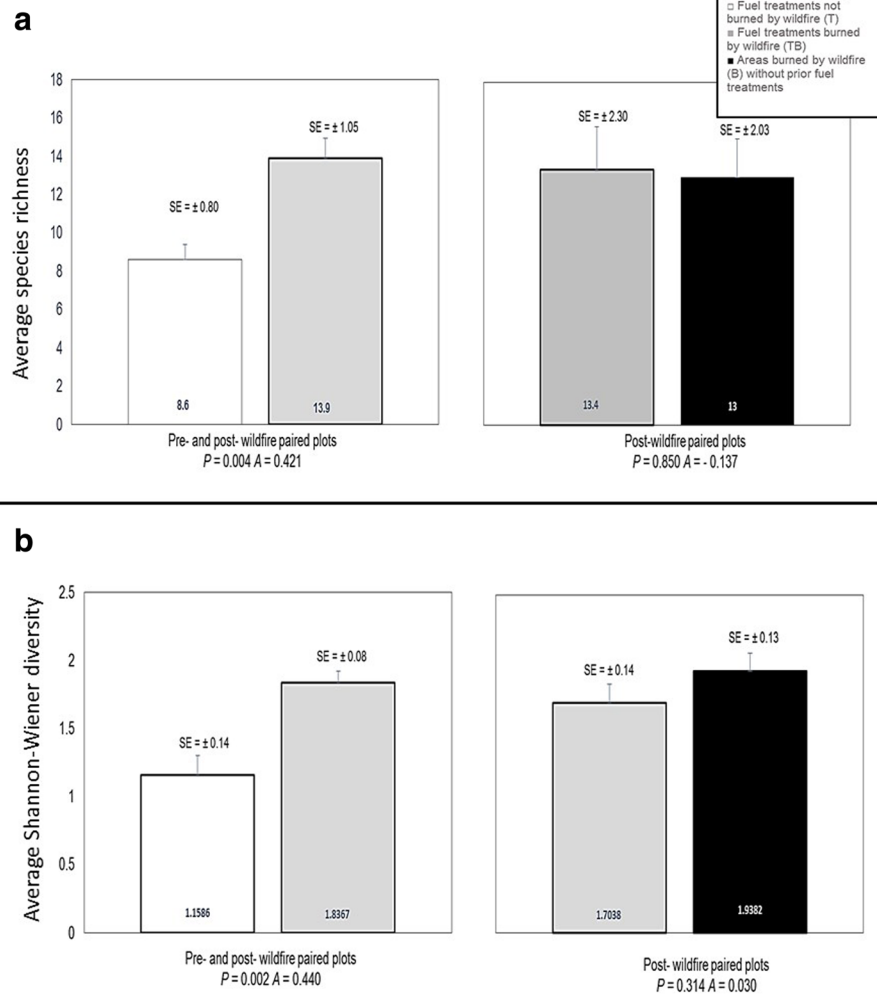 a
□ Fuel treatments not
burned by wildfire (T)
■ Fuel treatments burned
by wildfire (TB)
■ Areas burned by wildfire
(B) without prior fuel
treatments
Average species richness
18
16
14
12
10
8
6
4
2
0
SE = ± 0.80
SE = ± 1.05
8.6
13.9
Pre- and post- wildfire paired plots
P = 0.004 A = 0.421
SE = ± 2.30
SE = ± 2.03
13.4
13
Post-wildfire paired plots
P = 0.850 A = - 0.137
b
Average Shannon-Wiener diversity
2.5
2
1.5
1
0.5
0
SE = ± 0.14
SE = ± 0.08
1.1586
1.8367
Pre- and post- wildfire paired plots
P = 0.002 A = 0.440
SE = ± 0.14
SE = ± 0.13
1.7038
1.9382
Post- wildfire paired plots
P = 0.314 A = 0.030